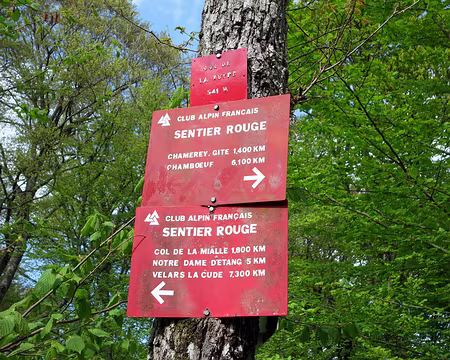 COL DE
LA
541 M
CLUB ALPIN FRANÇAIS
SENTIER ROUGE
CHAMEREY. GITE 1,400 KM
CHAMBŒUF 6,100 KM
CLUB ALPIN FRANÇAIS
SENTIER ROUGE
COL DE LA MIALLE 1,800 KM
NOTRE DAME D'ETANG 5 KM
VELARS LA CUDE 7,300 KM